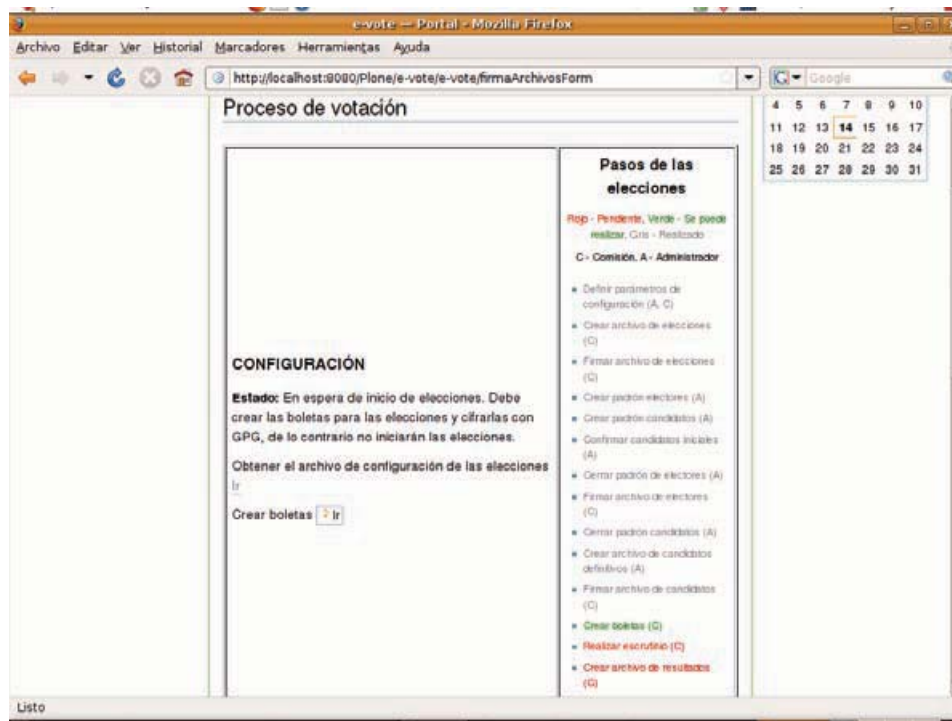 e-vote — Portal - Mozilla Firefox
Archivo Editar Ver Historial Marcadores Herramientas Ayuda
http://localhost:8080/Plone/e-vote/e-vote/firmaArchivosForm
Google
Proceso de votación
4 5 6 7 8 9 10
11 12 13 14 15 16 17
18 19 20 21 22 23 24
25 26 27 28 29 30 31
CONFIGURACIÓN
Estado: En espera de inicio de elecciones. Debe
crear las boletas para las elecciones y cifrarlas con
GPG, de lo contrario no iniciarán las elecciones.
Obtener el archivo de configuración de las elecciones
Ir
Crear boletas Ir
Pasos de las
elecciones
Rojo - Pendiente, Verde - Se puede
realizar, Gris - Realizado
C - Comisión, A - Administrador
Definir parámetros de
configuración (A, C)
Crear archivo de elecciones
(C)
Firmar archivo de elecciones
(C)
Crear padrón electores (A)
Crear padrón candidatos (A)
Confirmar candidatos iniciales
(A)
Cerrar padrón de electores (A)
Firmar archivo de electores
(C)
Cerrar padrón candidatos (A)
Crear archivo de candidatos
definitivos (A)
Firmar archivo de candidatos
(C)
Crear boletas (C)
Realizar escrutinio (C)
Crear archivo de resultados
(C)
Listo